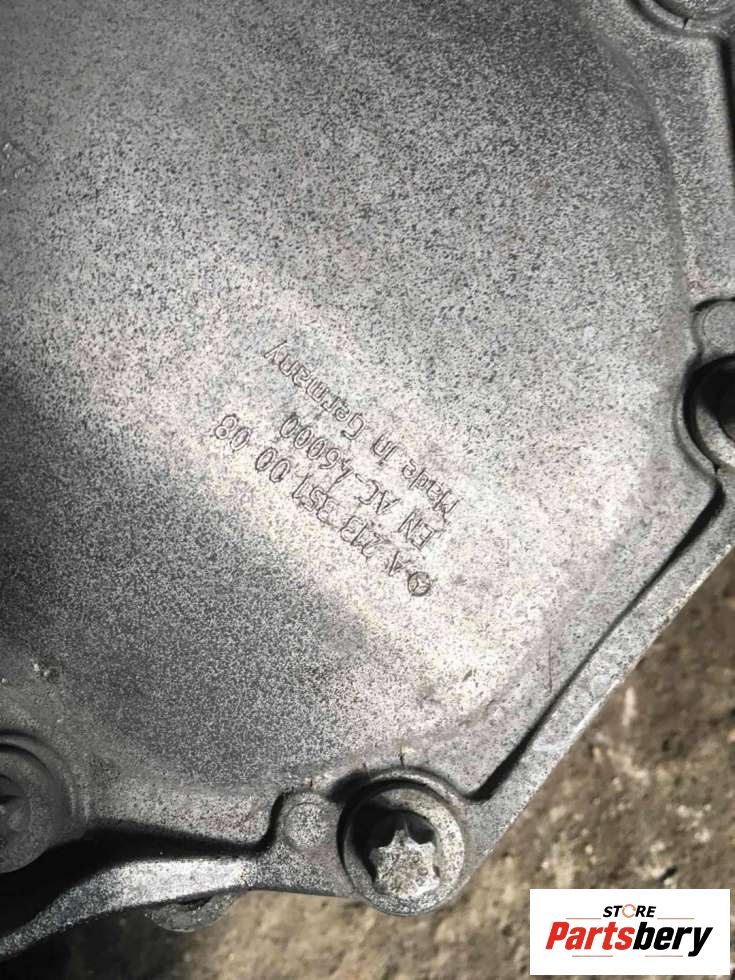 A 213 351 00 08
EN AC-46000
Made in Germany
STORE
Partsbery